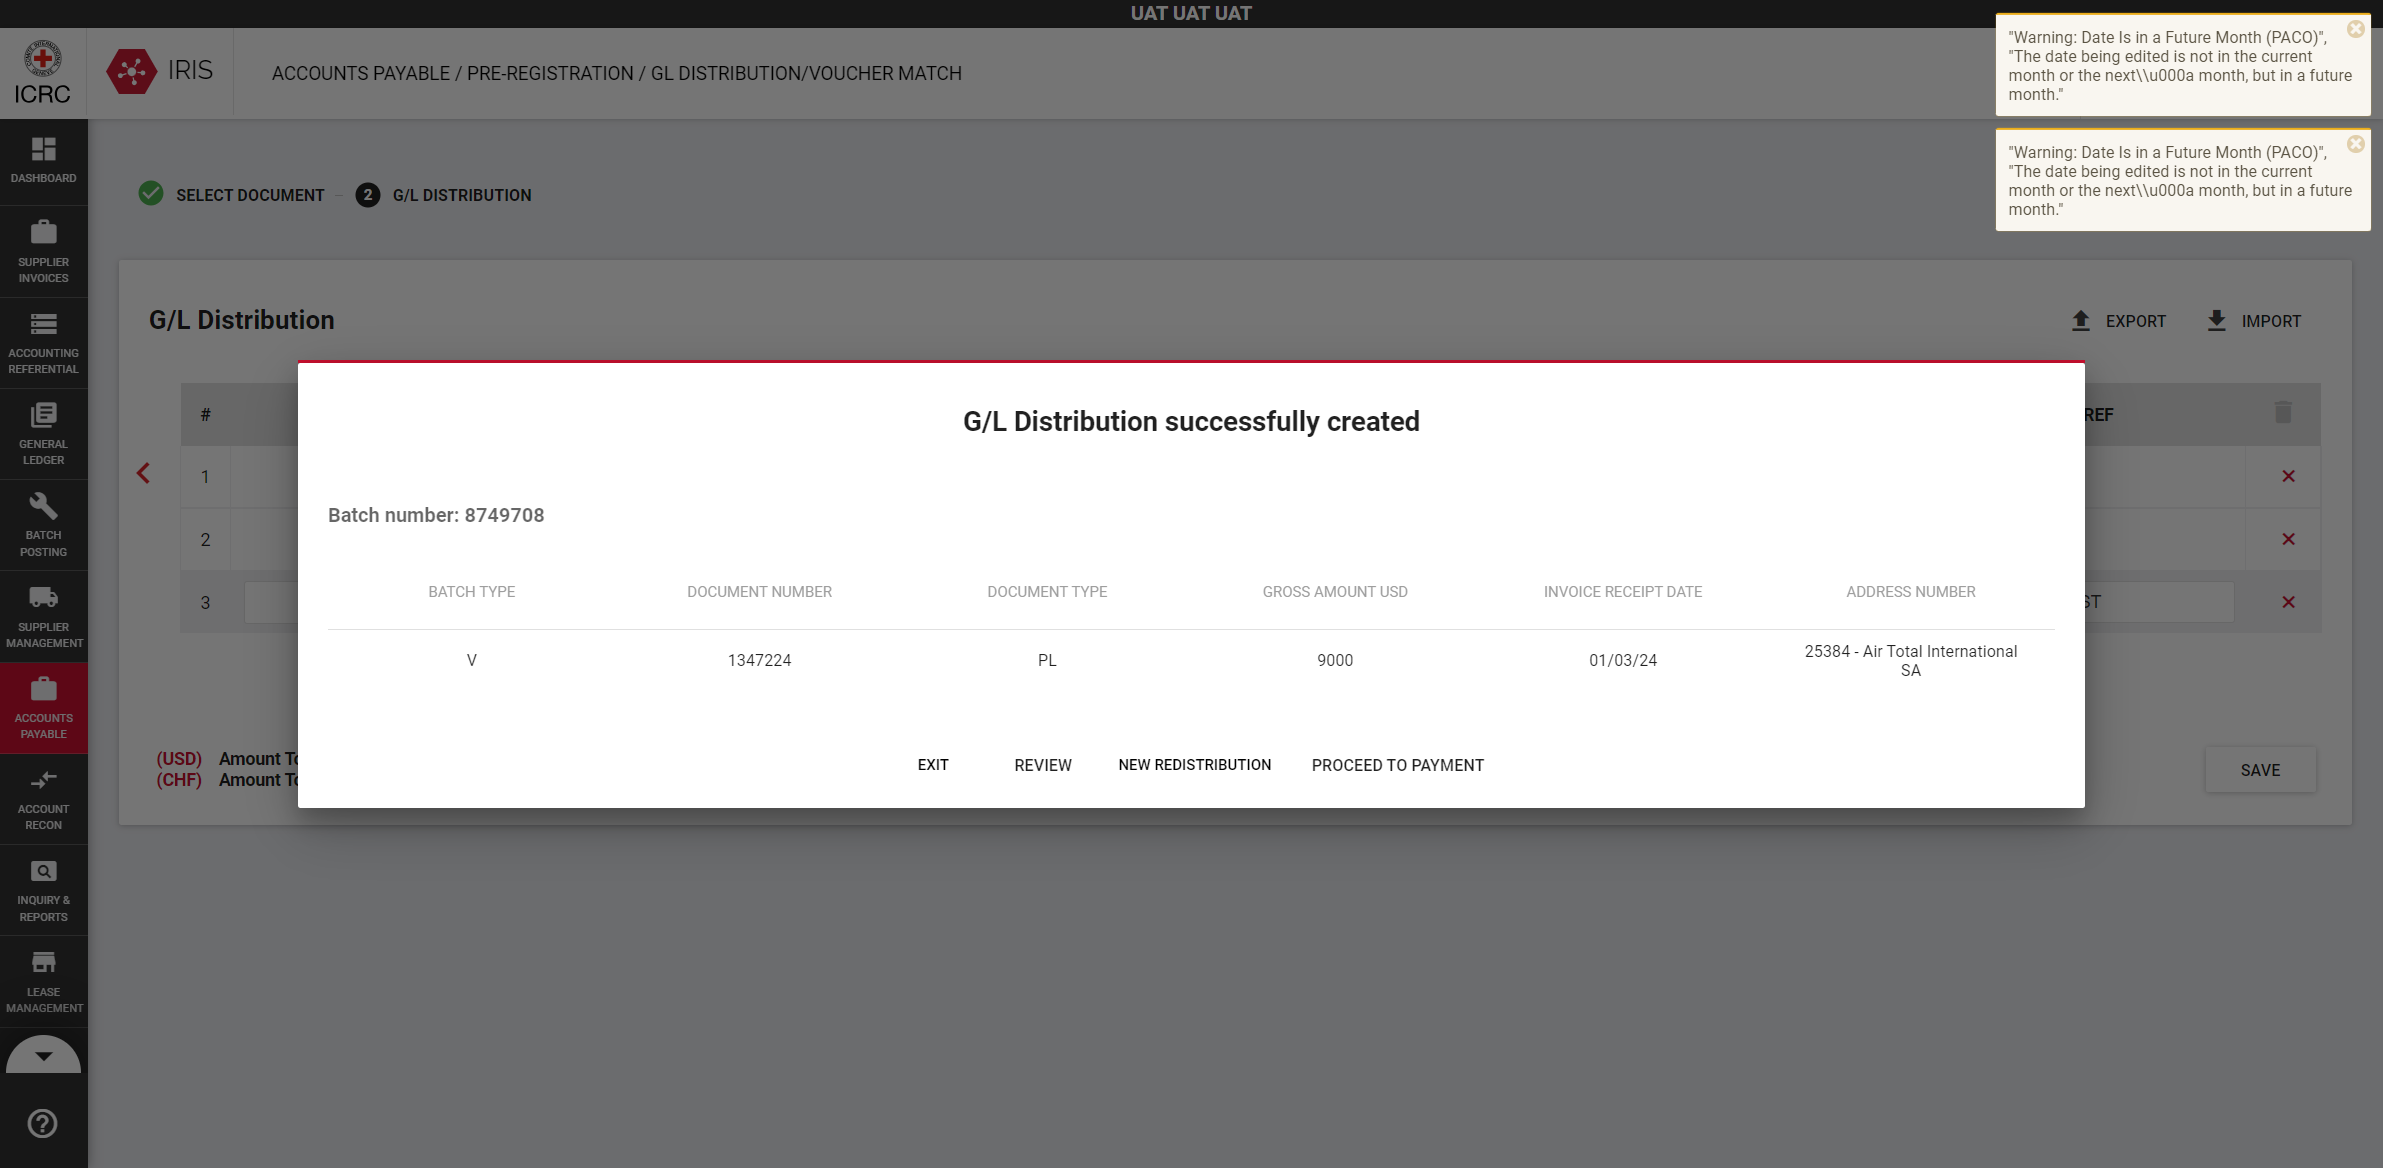 UAT UAT UAT
ICRC
IRIS
ACCOUNTS PAYABLE / PRE-REGISTRATION / GL DISTRIBUTION/VOUCHER MATCH
"Warning: Date Is in a Future Month (PACO)",
"The date being edited is not in the current
month or the next\\u000a month, but in a future
month."
"Warning: Date Is in a Future Month (PACO)",
"The date being edited is not in the current
month or the next\\u000a month, but in a future
month."
DASHBOARD
SUPPLIER
INVOICES
ACCOUNTING
REFERENTIAL
GENERAL
LEDGER
BATCH
POSTING
SUPPLIER
MANAGEMENT
ACCOUNTS
PAYABLE
ACCOUNT
RECON
INQUIRY &
REPORTS
LEASE
MANAGEMENT
SELECT DOCUMENT - 2 G/L DISTRIBUTION
G/L Distribution
EXPORT IMPORT
# REF
1
2
3 ST
G/L Distribution successfully created
Batch number: 8749708
BATCH TYPE DOCUMENT NUMBER DOCUMENT TYPE GROSS AMOUNT USD INVOICE RECEIPT DATE ADDRESS NUMBER
V 1347224 PL 9000 01/03/24 25384 - Air Total International
SA
EXIT REVIEW NEW REDISTRIBUTION PROCEED TO PAYMENT
(USD) Amount To
(CHF) Amount To
SAVE